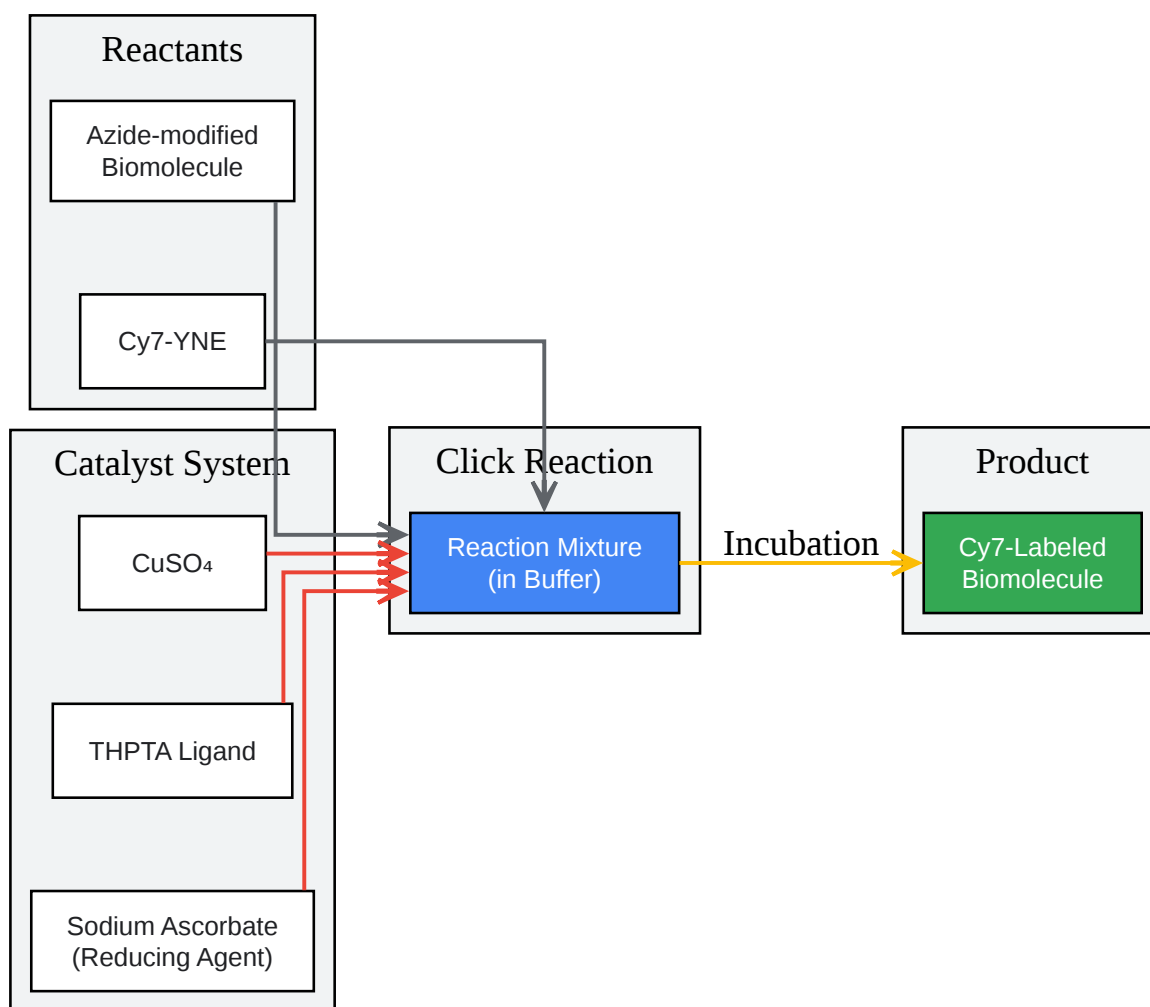 Reactants
Azide-modified
Biomolecule
Cy7-YNE
Catalyst System
CuSO₄
THPTA Ligand
Sodium Ascorbate
(Reducing Agent)
Click Reaction
Reaction Mixture
(in Buffer)
Incubation
Product
Cy7-Labeled
Biomolecule